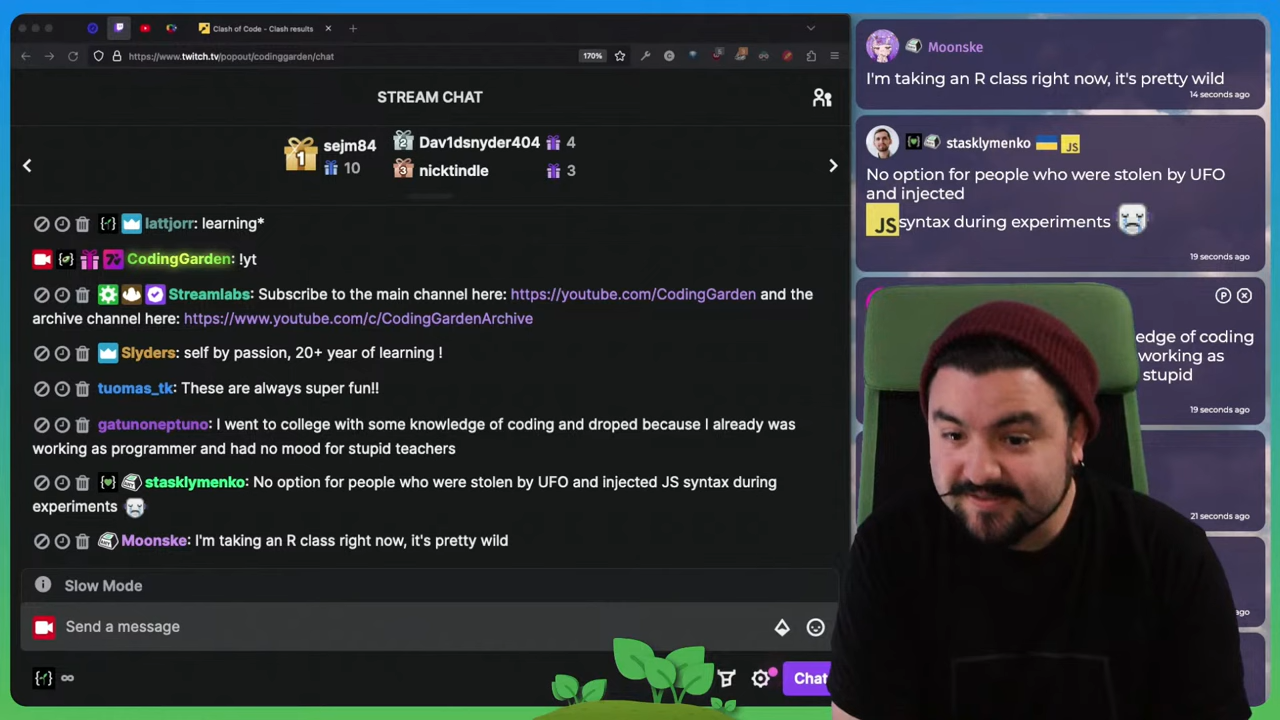 Clash of Code - Clash results
https://www.twitch.tv/popout/codinggarden/chat
170%
STREAM CHAT
1
sejm84
10
2
Dav1dsnyder404
4
3
nicktindle
3
lattjorr: learning*
CodingGarden: !yt
Streamlabs: Subscribe to the main channel here: https://youtube.com/CodingGarden and the
archive channel here: https://www.youtube.com/c/CodingGardenArchive
Slyders: self by passion, 20+ year of learning !
tuomas_tk: These are always super fun!!
gatunoneptuno: I went to college with some knowledge of coding and droped because I already was
working as programmer and had no mood for stupid teachers
stasklymenko: No option for people who were stolen by UFO and injected JS syntax during
experiments
Moonske: I'm taking an R class right now, it's pretty wild
Slow Mode
Send a message
Chat
Moonske
I'm taking an R class right now, it's pretty wild
14 seconds ago
stasklymenko JS
No option for people who were stolen by UFO
and injected
JS syntax during experiments
19 seconds ago
P
edge of coding
working as
stupid
19 seconds ago
21 seconds ago
ago